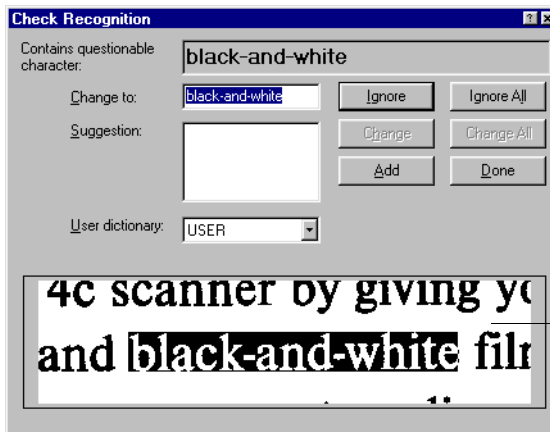 Check Recognition
Contains questionable
character:
black-and-white
Change to:
black-and-white
Ignore
Ignore All
Suggestion:
Change
Change All
Add
Done
User dictionary:
USER
4c scanner by giving
and black-and-white